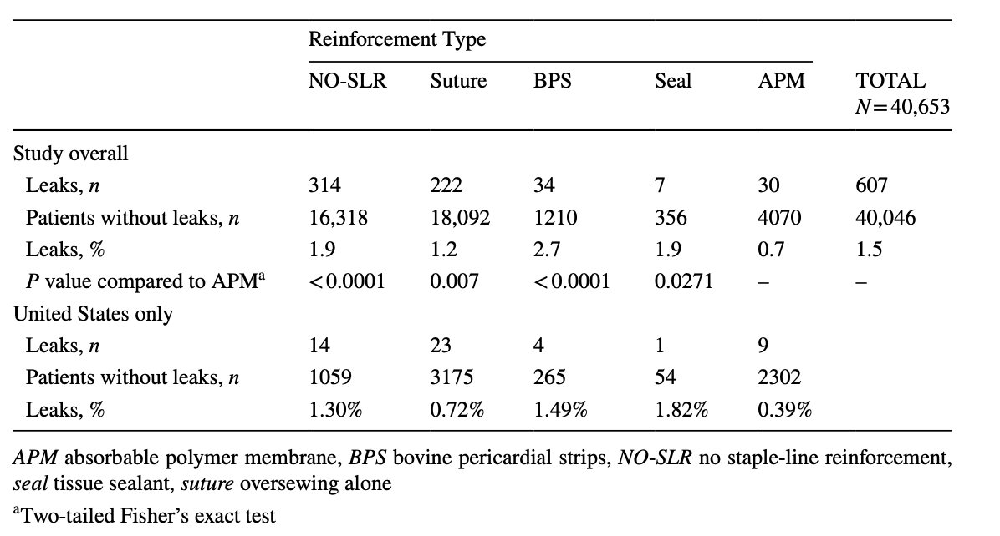 Reinforcement Type
NO-SLR Suture BPS Seal APM TOTAL
N=40,653
Study overall
Leaks, n 314 222 34 7 30 607
Patients without leaks, n 16,318 18,092 1210 356 4070 40,046
Leaks, % 1.9 1.2 2.7 1.9 0.7 1.5
P value compared to APMᵃ <0.0001 0.007 <0.0001 0.0271 – –
United States only
Leaks, n 14 23 4 1 9
Patients without leaks, n 1059 3175 265 54 2302
Leaks, % 1.30% 0.72% 1.49% 1.82% 0.39%
APM absorbable polymer membrane, BPS bovine pericardial strips, NO-SLR no staple-line reinforcement,
seal tissue sealant, suture oversewing alone
ᵃTwo-tailed Fisher’s exact test